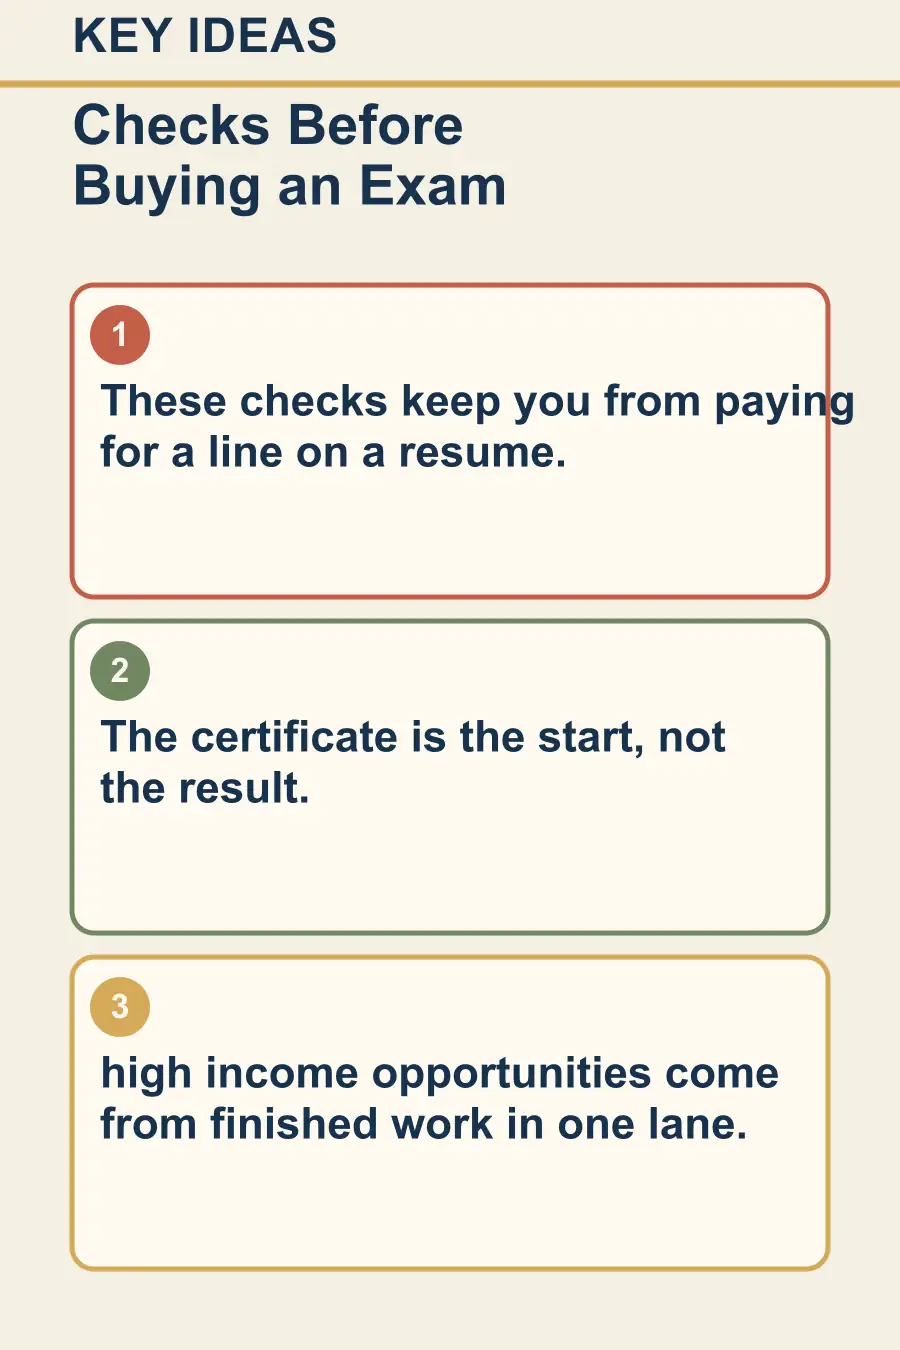 KEY IDEAS
Checks Before
Buying an Exam
1
These checks keep you from paying
for a line on a resume.
2
The certificate is the start, not
the result.
3
high income opportunities come
from finished work in one lane.